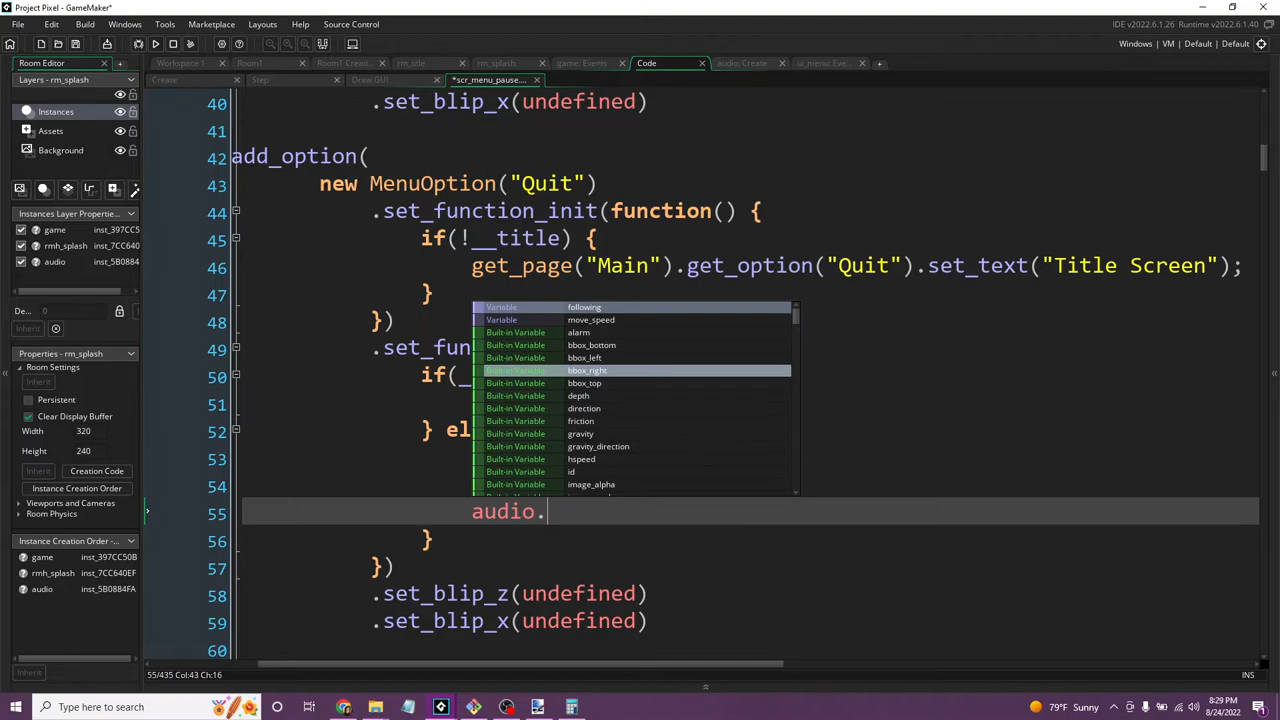 Project Pixel - GameMaker*
File Edit Build Windows Tools Marketplace Layouts Help Source Control
IDE v2022.6.1.26 Runtime v2022.6.1.40
Windows | VM | Default | Default
Room Editor
Workspace 1 Room1 Room1 Creati... rm_title rm_splash game: Events Code audio: Create ui_menu: Eve...
Layers - rm_splash
Create Step Draw GUI *scr_menu_pause....
Instances
Assets
Background
Instances Layer Propertie...
game inst_397CC5
rmh_splash inst_7CC640
audio inst_5B0884
De... 0
Inherit
Properties - rm_splash
Room Settings
Inherit
Persistent
Clear Display Buffer
Width 320
Height 240
Inherit Creation Code
Instance Creation Order
Viewports and Cameras
Room Physics
Instance Creation Order -...
game inst_397CC50B
rmh_splash inst_7CC640EF
audio inst_5B0884FA
Inherit
40 .set_blip_x(undefined)
41
42 add_option(
43 new MenuOption("Quit")
44 .set_function_init(function() {
45 if(!__title) {
46 get_page("Main").get_option("Quit").set_text("Title Screen");
47 }
48 })
49 .set_fun
50 if(_
51
52 } el
53
54
55 audio.
56 }
57 })
58 .set_blip_z(undefined)
59 .set_blip_x(undefined)
60
Variable following
Variable move_speed
Built-in Variable alarm
Built-in Variable bbox_bottom
Built-in Variable bbox_left
Built-in Variable bbox_right
Built-in Variable bbox_top
Built-in Variable depth
Built-in Variable direction
Built-in Variable friction
Built-in Variable gravity
Built-in Variable gravity_direction
Built-in Variable hspeed
Built-in Variable id
Built-in Variable image_alpha
55/435 Col:43 Ch:16
INS
Type here to search
79°F Sunny
8:29 PM
8/24/2022